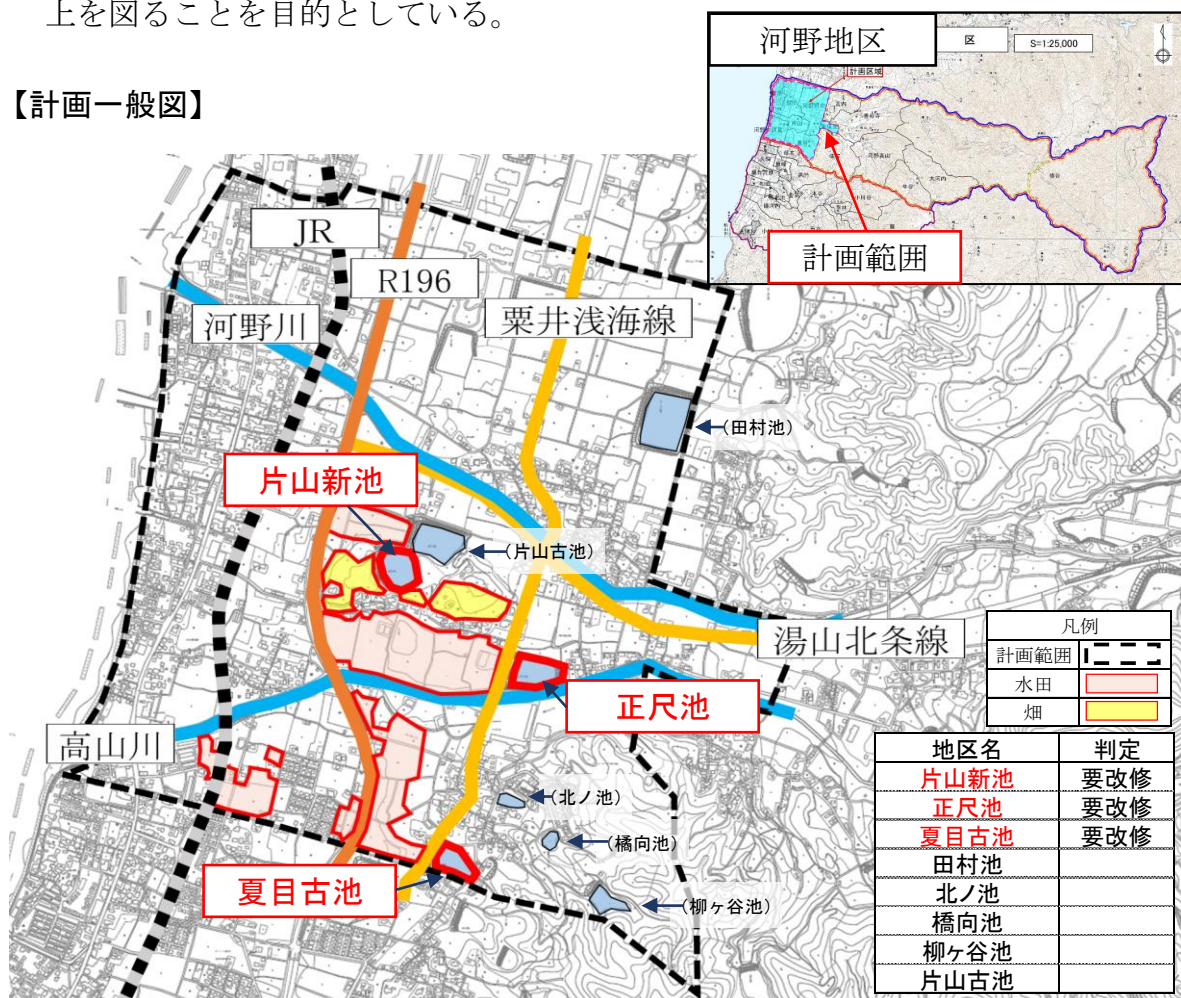 上を図ることを目的としている。
河野地区
区
S=1:25,000
計画区域
計画範囲
【計画一般図】
JR
R196
河野川
粟井浅海線
(田村池)
片山新池
(片山古池)
湯山北条線
正尺池
高山川
(北ノ池)
(橘向池)
夏目古池
(柳ヶ谷池)
凡例
計画範囲
水田
畑
地区名 判定
片山新池 要改修
正尺池 要改修
夏目古池 要改修
田村池
北ノ池
橘向池
柳ヶ谷池
片山古池